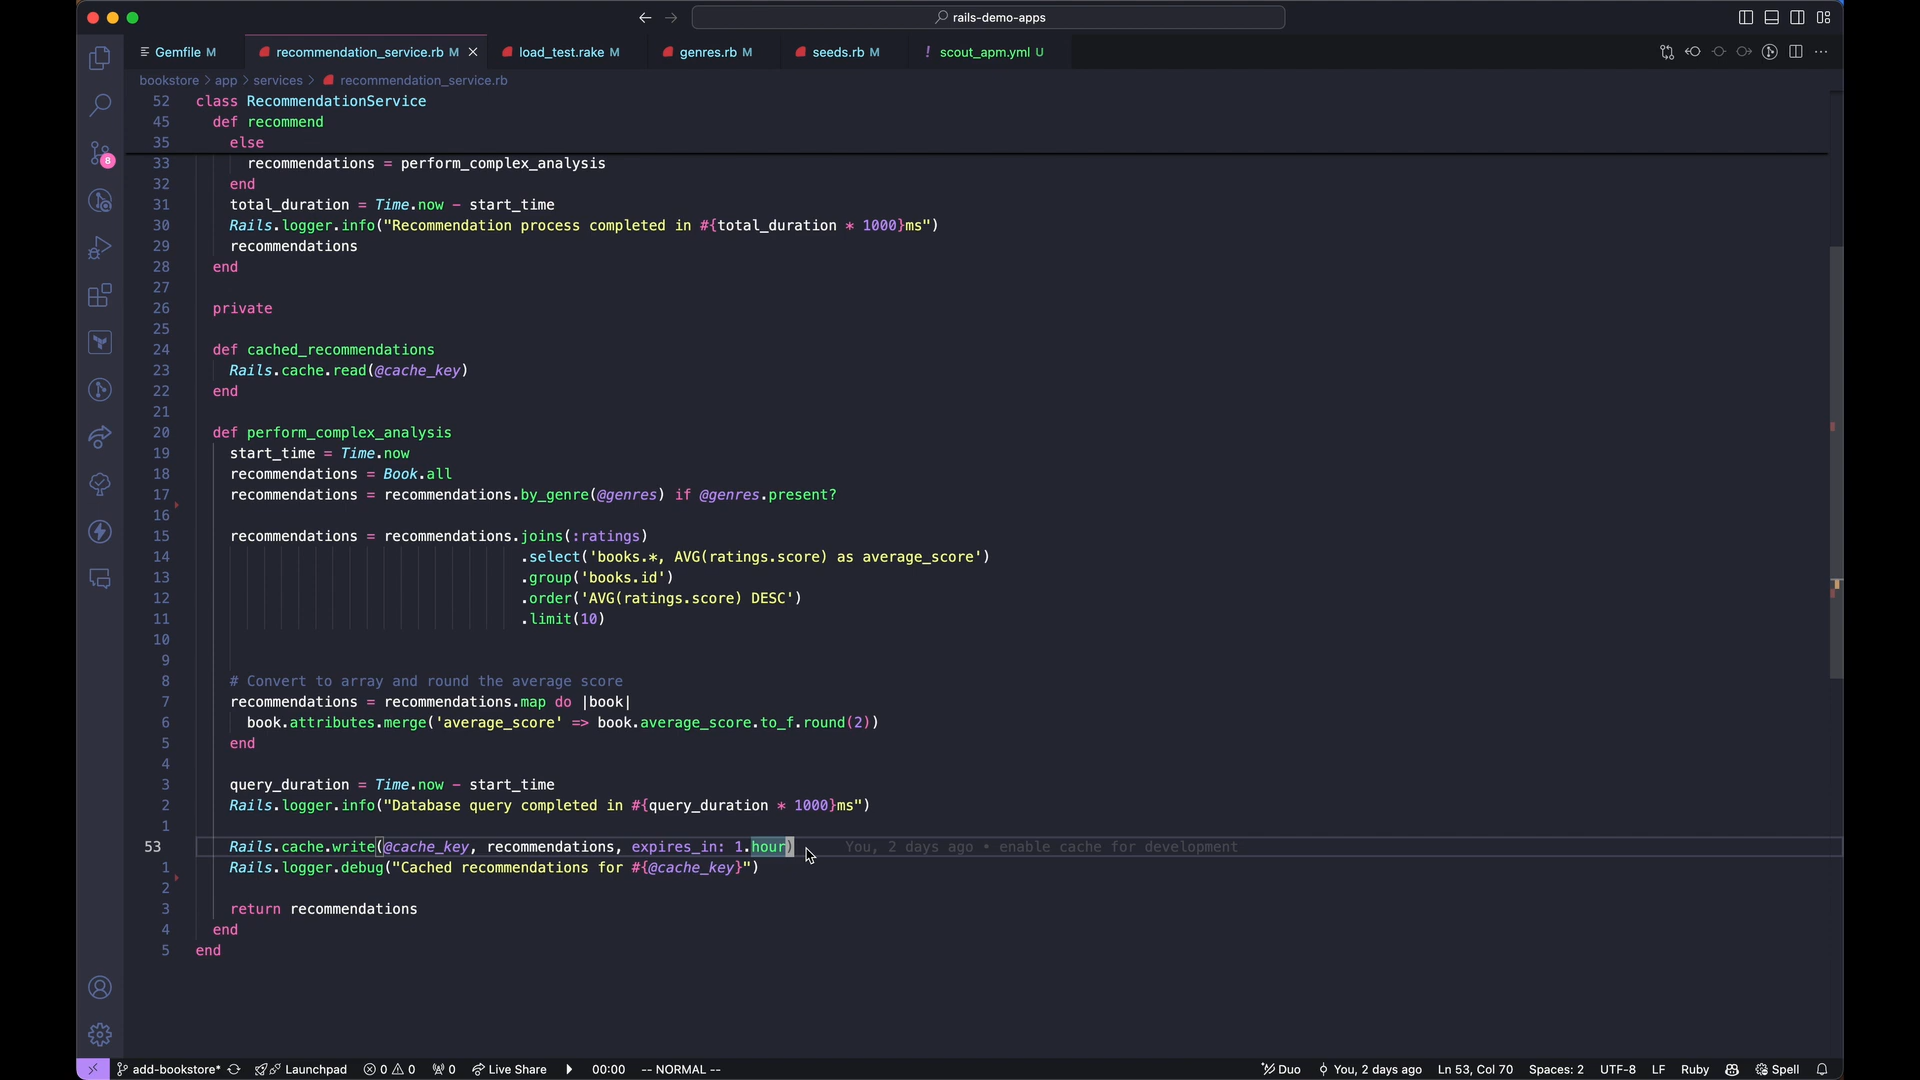 rails-demo-apps
Gemfile M
recommendation_service.rb M
load_test.rake M
genres.rb M
seeds.rb M
! scout_apm.yml U
bookstore > app > services > recommendation_service.rb
52 class RecommendationService
45 def recommend
35 else
33 recommendations = perform_complex_analysis
32 end
31 total_duration = Time.now - start_time
30 Rails.logger.info("Recommendation process completed in #{total_duration * 1000}ms")
29 recommendations
28 end
27
26 private
25
24 def cached_recommendations
23 Rails.cache.read(@cache_key)
22 end
21
20 def perform_complex_analysis
19 start_time = Time.now
18 recommendations = Book.all
17 recommendations = recommendations.by_genre(@genres) if @genres.present?
16
15 recommendations = recommendations.joins(:ratings)
14 .select('books.*, AVG(ratings.score) as average_score')
13 .group('books.id')
12 .order('AVG(ratings.score) DESC')
11 .limit(10)
10
9
8 # Convert to array and round the average score
7 recommendations = recommendations.map do |book|
6 book.attributes.merge('average_score' => book.average_score.to_f.round(2))
5 end
4
3 query_duration = Time.now - start_time
2 Rails.logger.info("Database query completed in #{query_duration * 1000}ms")
1
53 Rails.cache.write(@cache_key, recommendations, expires_in: 1.hour) You, 2 days ago • enable cache for development
1 Rails.logger.debug("Cached recommendations for #{@cache_key}")
2
3 return recommendations
4 end
5 end
8
add-bookstore* Launchpad 0 0 0 Live Share 00:00 -- NORMAL -- Duo You, 2 days ago Ln 53, Col 70 Spaces: 2 UTF-8 LF Ruby Spell